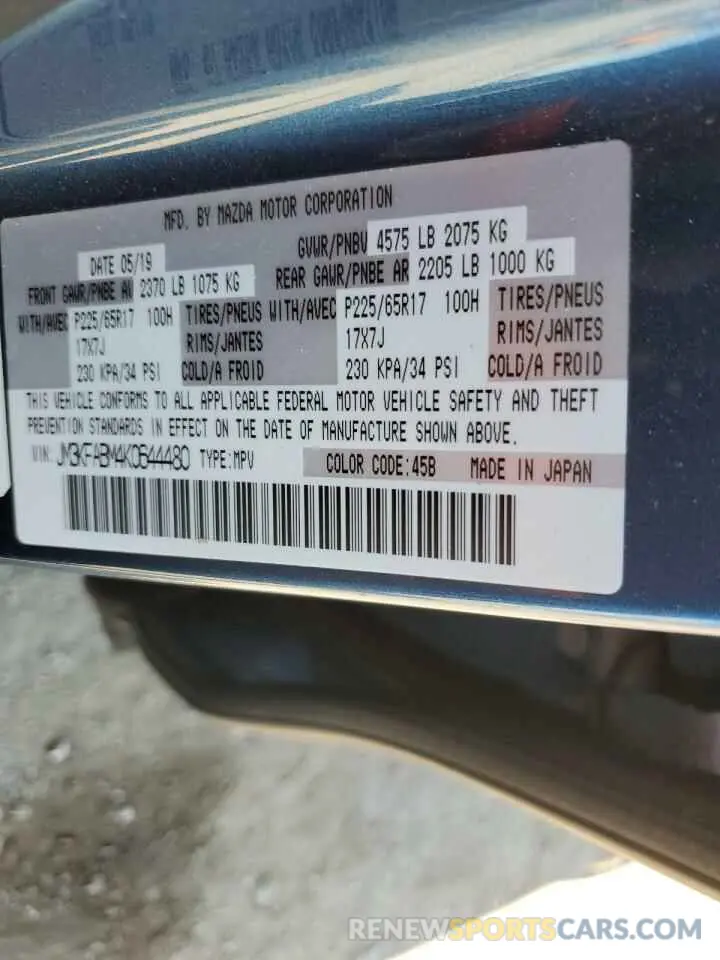 MFD. BY MAZDA MOTOR CORPORATION
DATE 05/19 GVWR/PNBV 4575 LB 2075 KG
FRONT GAWR/PNBE AV 2370 LB 1075 KG REAR GAWR/PNBE AR 2205 LB 1000 KG
WITH/AVEC P225/65R17 100H TIRES/PNEUS WITH/AVEC P225/65R17 100H TIRES/PNEUS
17X7J RIMS/JANTES 17X7J RIMS/JANTES
230 KPA/34 PSI COLD/A FROID 230 KPA/34 PSI COLD/A FROID
THIS VEHICLE CONFORMS TO ALL APPLICABLE FEDERAL MOTOR VEHICLE SAFETY AND THEFT
PREVENTION STANDARDS IN EFFECT ON THE DATE OF MANUFACTURE SHOWN ABOVE.
VIN: JM3KFABM4K0644480 TYPE:MPV COLOR CODE:45B MADE IN JAPAN
RENEWSPORTSCARS.COM